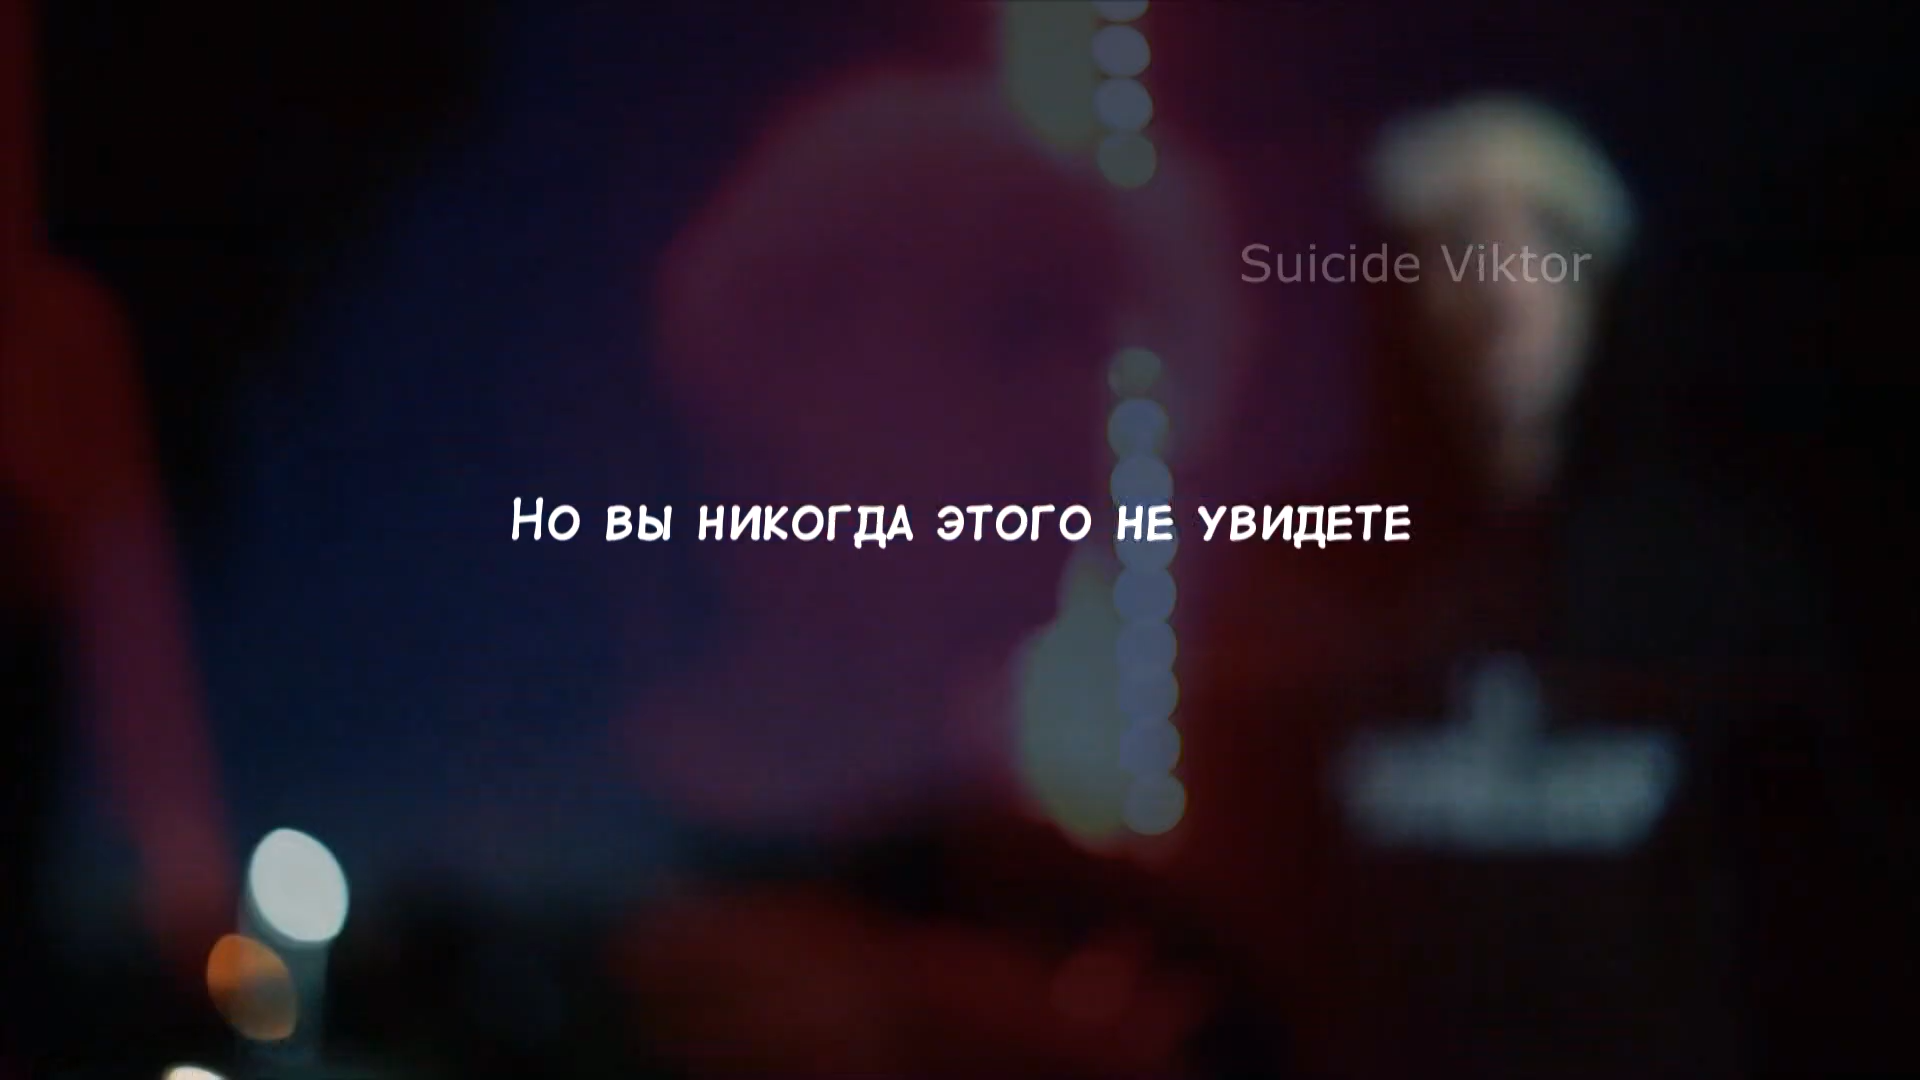 Suicide Viktor
Но вы никогда этого не увидете